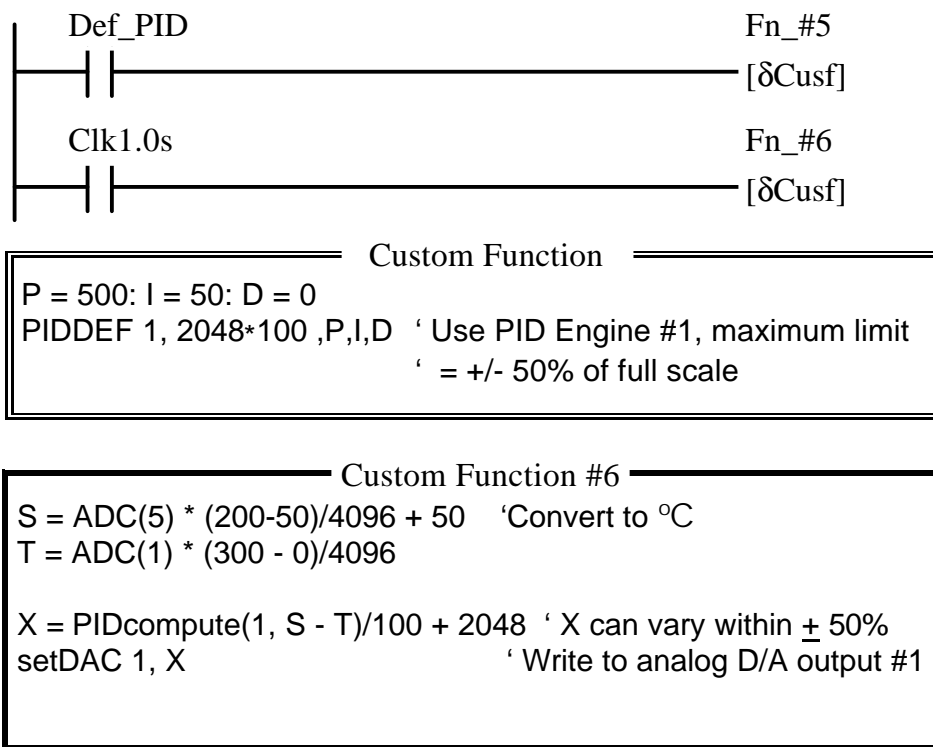 Def_PID Fn_#5
[δCusf]
Clk1.0s Fn_#6
[δCusf]
Custom Function
P = 500: I = 50: D = 0
PIDDEF 1, 2048*100 ,P,I,D ‘ Use PID Engine #1, maximum limit
‘ = +/- 50% of full scale
Custom Function #6
S = ADC(5) * (200-50)/4096 + 50 ‘Convert to °C
T = ADC(1) * (300 - 0)/4096
X = PIDcompute(1, S - T)/100 + 2048 ‘ X can vary within ± 50%
setDAC 1, X ‘ Write to analog D/A output #1